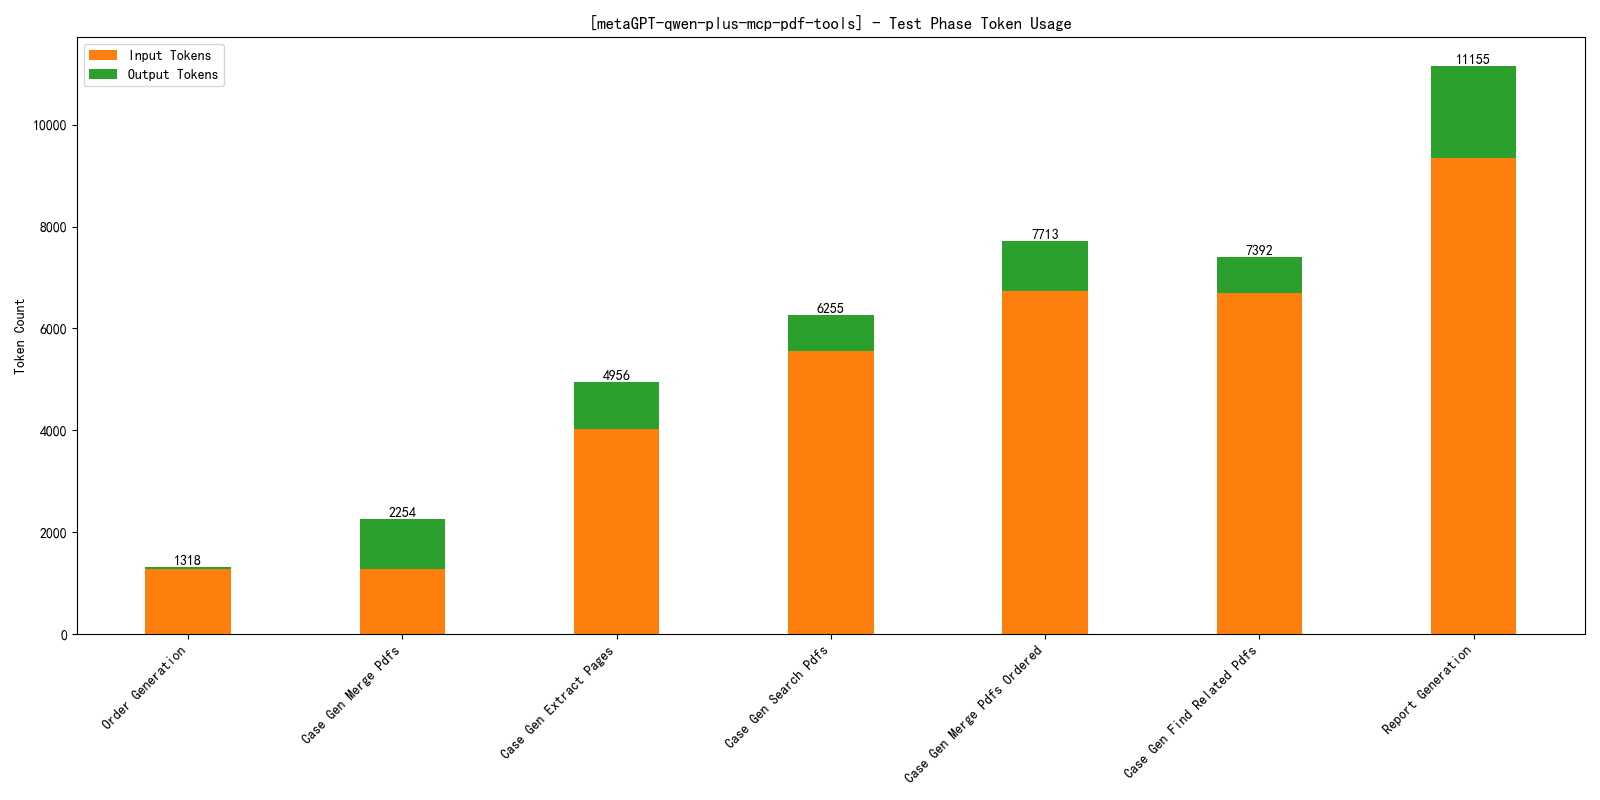 [metaGPT-qwen-plus-mcp-pdf-tools] - Test Phase Token Usage
Input Tokens
Output Tokens
Token Count
10000
8000
6000
4000
2000
0
1318
2254
4956
6255
7713
7392
11155
Order Generation
Case Gen Merge Pdfs
Case Gen Extract Pages
Case Gen Search Pdfs
Case Gen Merge Pdfs Ordered
Case Gen Find Related Pdfs
Report Generation